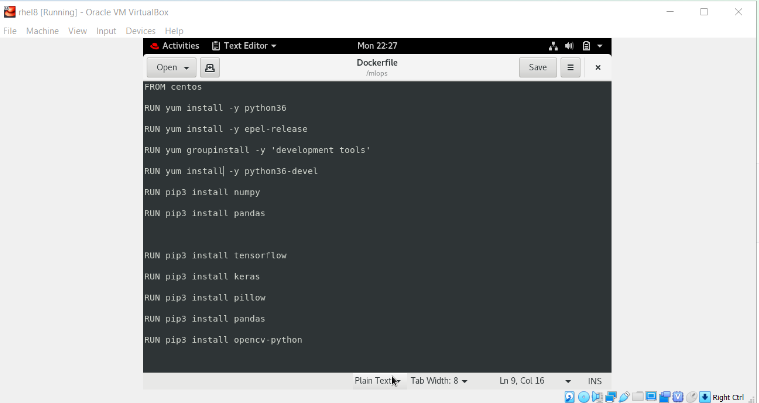 rhel8 [Running] - Oracle VM VirtualBox
File Machine View Input Devices Help
Activities Text Editor Mon 22:27
Open Dockerfile Save
/mlops
FROM centos
RUN yum install -y python36
RUN yum install -y epel-release
RUN yum groupinstall -y 'development tools'
RUN yum install -y python36-devel
RUN pip3 install numpy
RUN pip3 install pandas
RUN pip3 install tensorflow
RUN pip3 install keras
RUN pip3 install pillow
RUN pip3 install pandas
RUN pip3 install opencv-python
Plain Text Tab Width: 8 Ln 9, Col 16 INS
Right Ctrl